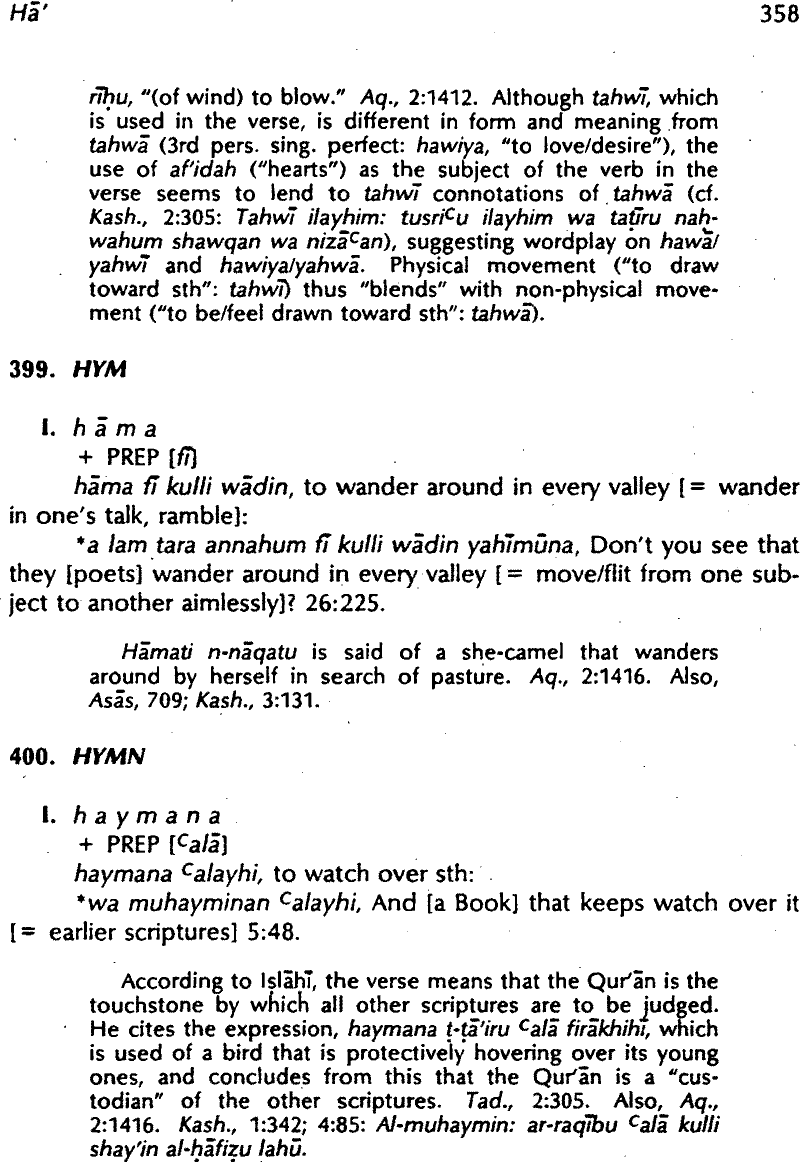 Hā' 358
rīḥu, "(of wind) to blow." Aq., 2:1412. Although tahwī, which
is used in the verse, is different in form and meaning from
tahwā (3rd pers. sing. perfect: hawiya, "to love/desire"), the
use of af'idah ("hearts") as the subject of the verb in the
verse seems to lend to tahwī connotations of tahwā (cf.
Kash., 2:305: Tahwī ilayhim: tusriᶜu ilayhim wa taṭīru naḥ-
wahum shawqan wa nizāᶜan), suggesting wordplay on hawā/
yahwī and hawiya/yahwā. Physical movement ("to draw
toward sth": tahwī) thus "blends" with non-physical move-
ment ("to be/feel drawn toward sth": tahwā).
399. HYM
I. h ā m a
+ PREP [fī]
hāma fī kulli wādin, to wander around in every valley [= wander
in one's talk, ramble]:
*a lam tara annahum fī kulli wādin yahīmūna, Don't you see that
they [poets] wander around in every valley [= move/flit from one sub-
ject to another aimlessly]? 26:225.
Hāmati n-nāqatu is said of a she-camel that wanders
around by herself in search of pasture. Aq., 2:1416. Also,
Asās, 709; Kash., 3:131.
400. HYMN
I. h a y m a n a
+ PREP [ᶜalā]
haymana ᶜalayhi, to watch over sth:
*wa muhayminan ᶜalayhi, And [a Book] that keeps watch over it
[= earlier scriptures] 5:48.
According to Iṣlāḥī, the verse means that the Qur'ān is the
touchstone by which all other scriptures are to be judged.
He cites the expression, haymana ṭ-ṭā'iru ᶜalā firākhihī, which
is used of a bird that is protectively hovering over its young
ones, and concludes from this that the Qur'ān is a "cus-
todian" of the other scriptures. Tad., 2:305. Also, Aq.,
2:1416. Kash., 1:342; 4:85: Al-muhaymin: ar-raqību ᶜalā kulli
shay'in al-ḥāfiẓu lahū.